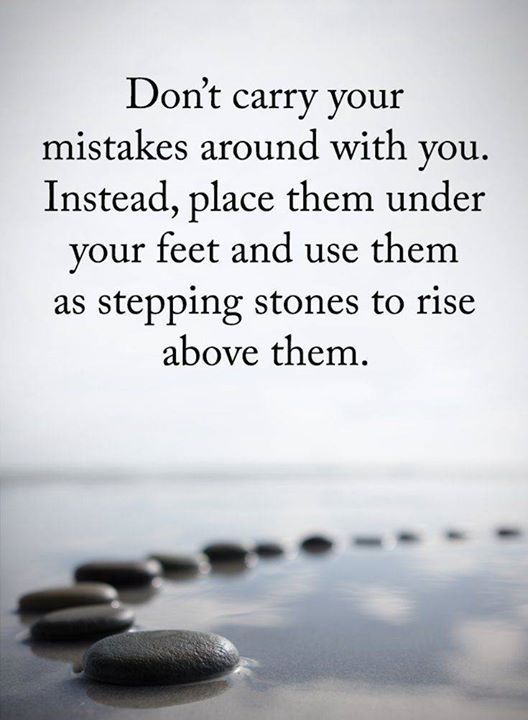 Don't carry your
mistakes around with you.
Instead, place them under
your feet and use them
as stepping stones to rise
above them.